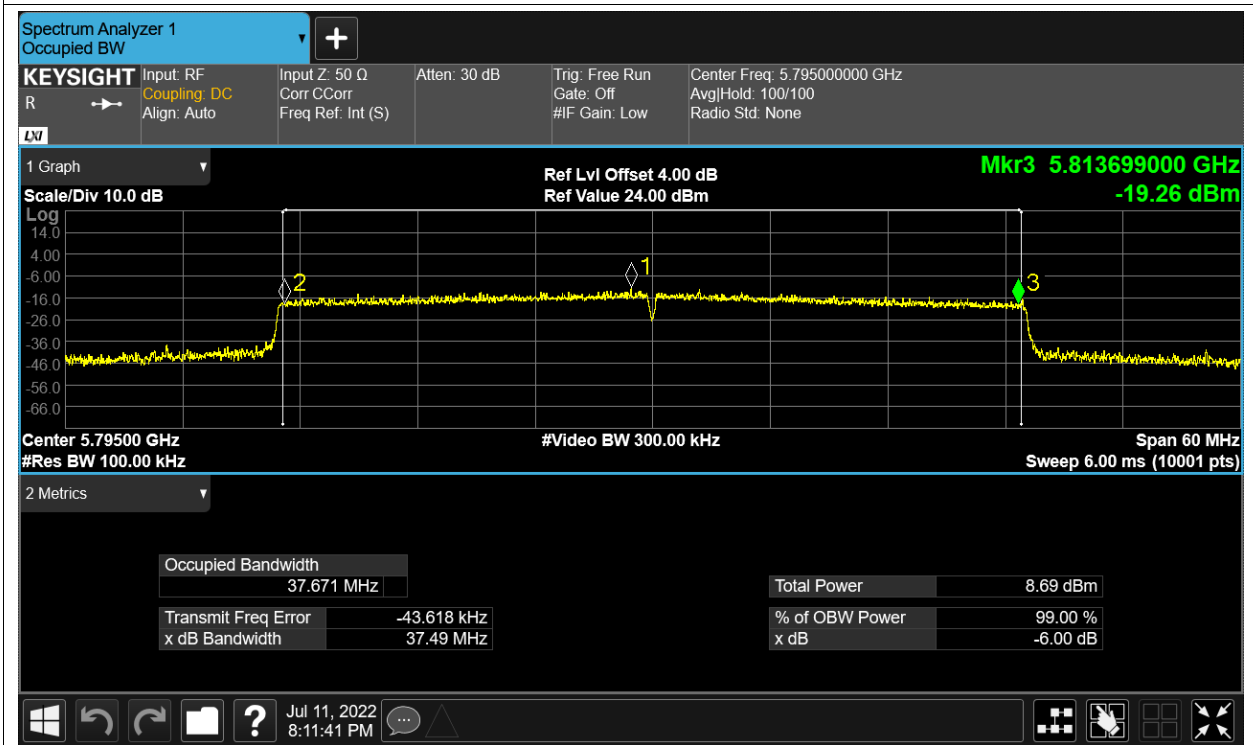 Spectrum Analyzer 1
Occupied BW
+
KEYSIGHT
R
LXI
Input: RF
Coupling: DC
Align: Auto
Input Z: 50 Ω
Corr CCorr
Freq Ref: Int (S)
Atten: 30 dB
Trig: Free Run
Gate: Off
#IF Gain: Low
Center Freq: 5.795000000 GHz
Avg|Hold: 100/100
Radio Std: None
1 Graph
Scale/Div 10.0 dB
Ref Lvl Offset 4.00 dB
Ref Value 24.00 dBm
Mkr3 5.813699000 GHz
-19.26 dBm
Log
14.0
4.00
-6.00
-16.0
-26.0
-36.0
-46.0
-56.0
-66.0
2
1
3
Center 5.79500 GHz
#Res BW 100.00 kHz
#Video BW 300.00 kHz
Span 60 MHz
Sweep 6.00 ms (10001 pts)
2 Metrics
Occupied Bandwidth
37.671 MHz
Transmit Freq Error -43.618 kHz
x dB Bandwidth 37.49 MHz
Total Power 8.69 dBm
% of OBW Power 99.00 %
x dB -6.00 dB
?
Jul 11, 2022
8:11:41 PM